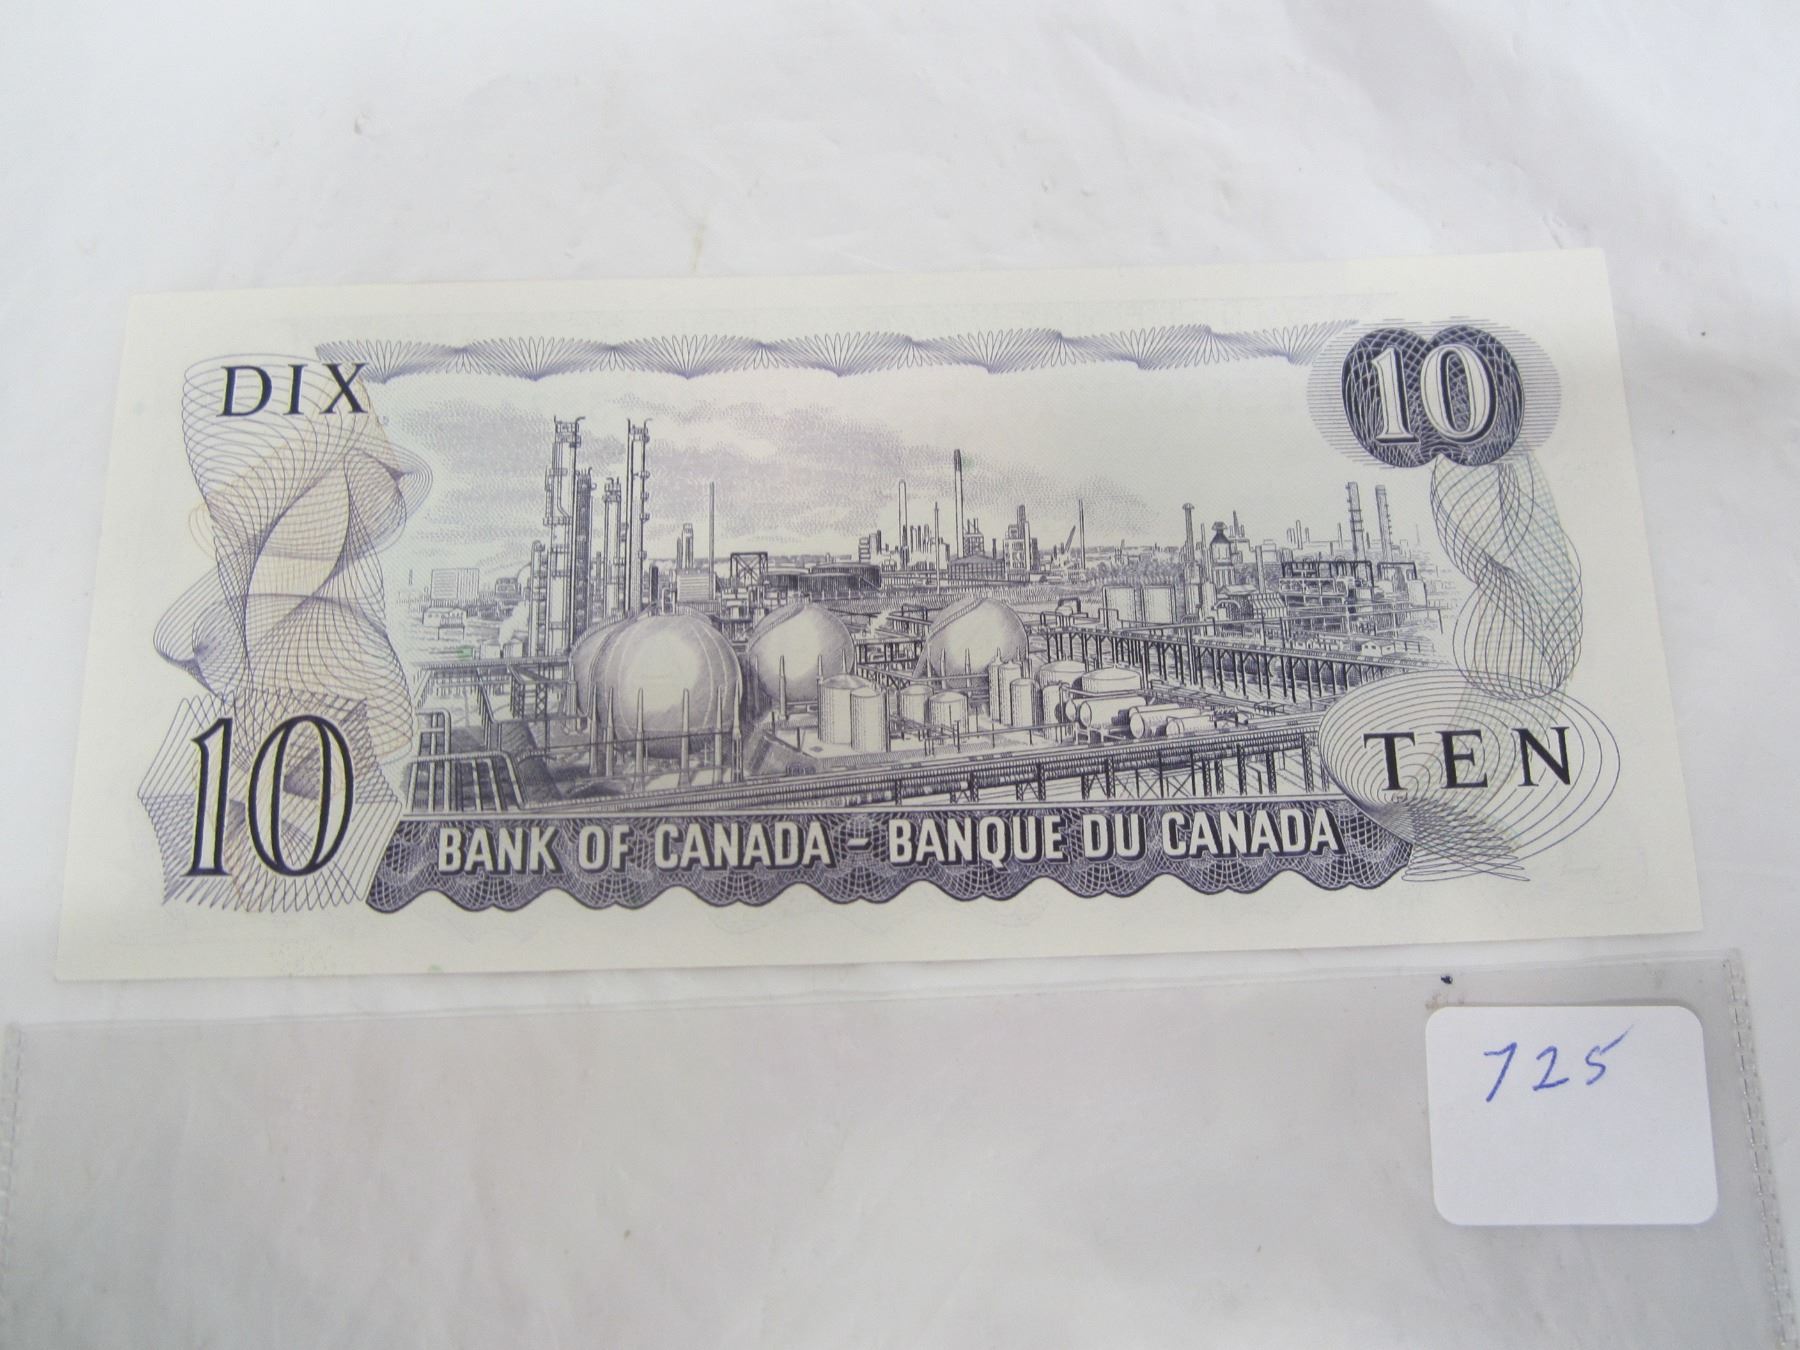 DIX
10
10
TEN
BANK OF CANADA - BANQUE DU CANADA
725